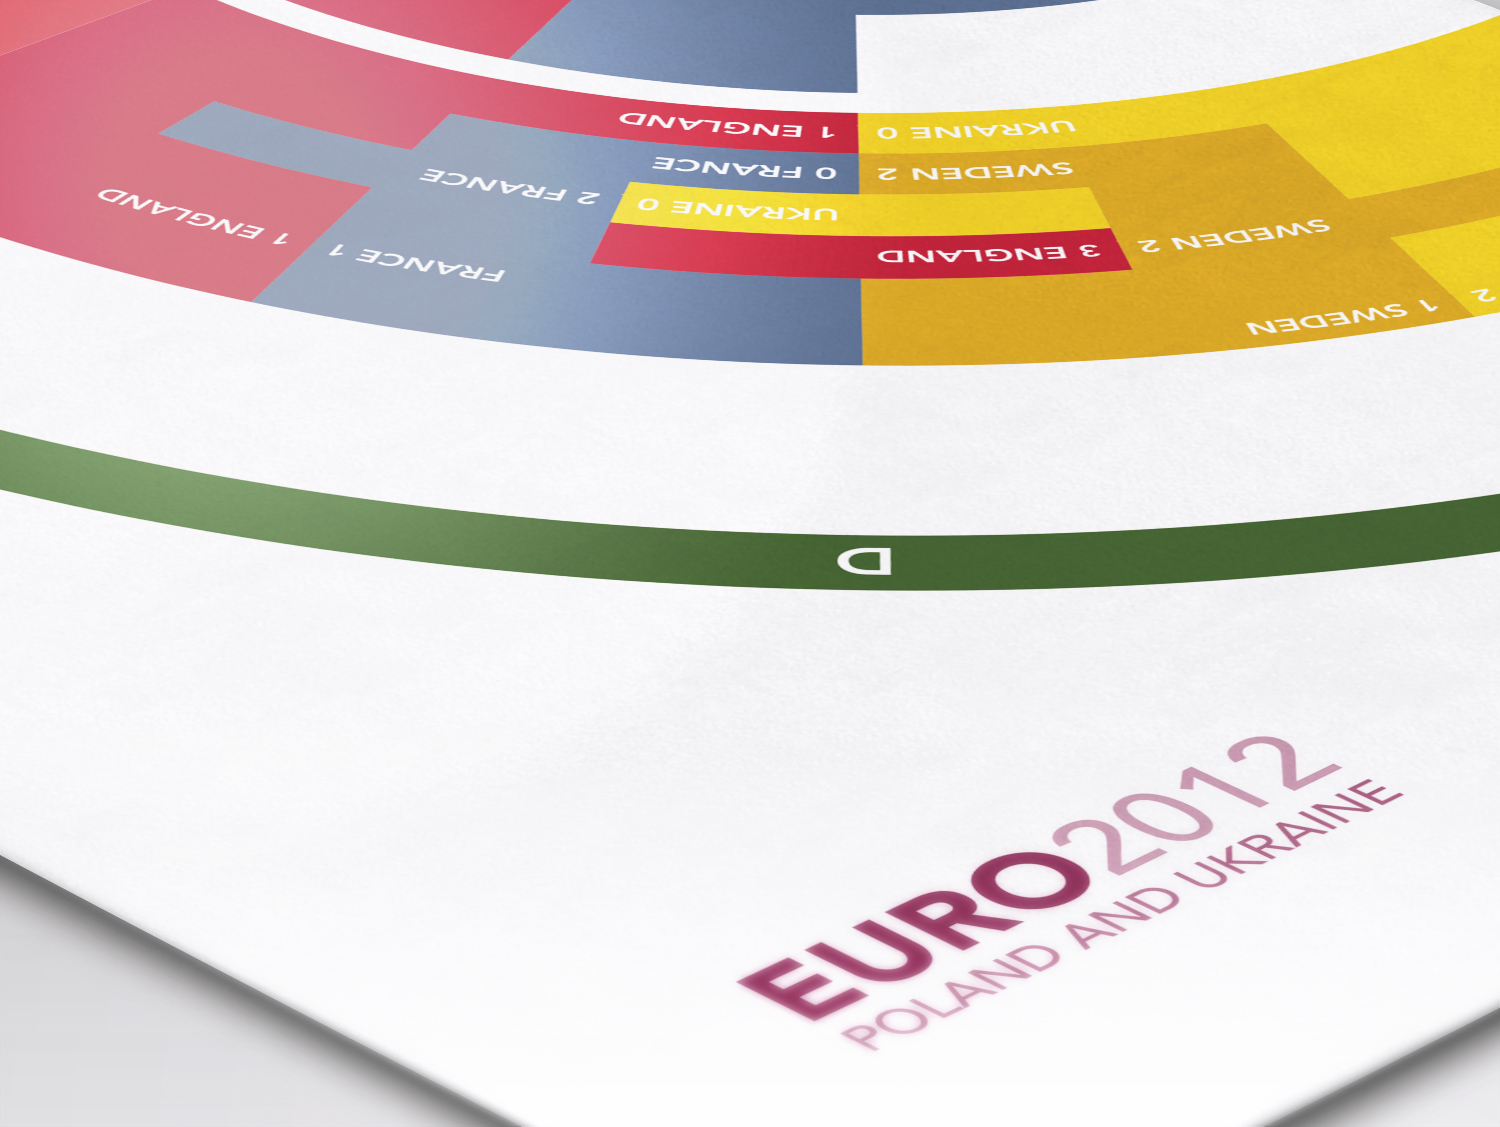 1 ENGLAND
UKRAINE 0
0 FRANCE
SWEDEN 2
2 FRANCE
UKRAINE 0
1 ENGLAND
3 ENGLAND
SWEDEN 2
FRANCE 1
1 SWEDEN
2
D
EURO2012
POLAND AND UKRAINE